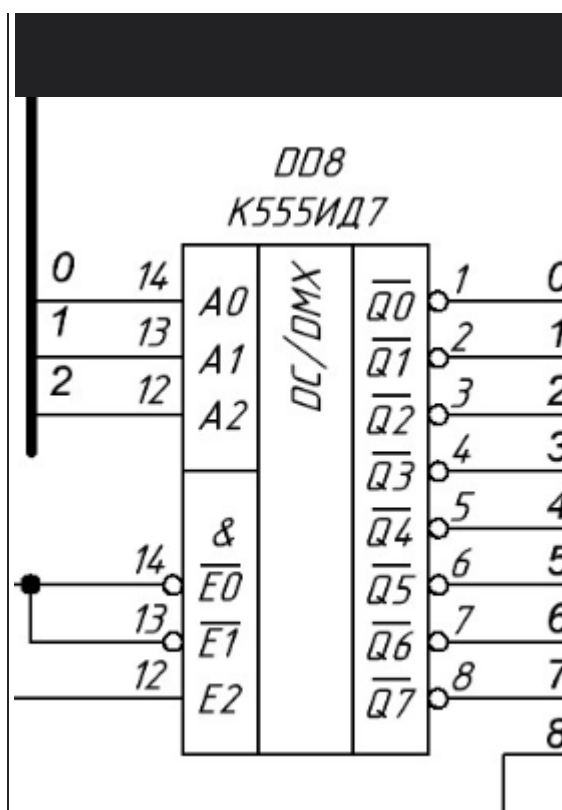 DD8
К555ИД7
0 14 A0 DC/DMX Q0 1 0
1 13 A1 Q1 2 1
2 12 A2 Q2 3 2
Q3 4 3
& Q4 5 4
14 E0 Q5 6 5
13 E1 Q6 7 6
12 E2 Q7 8 7
8